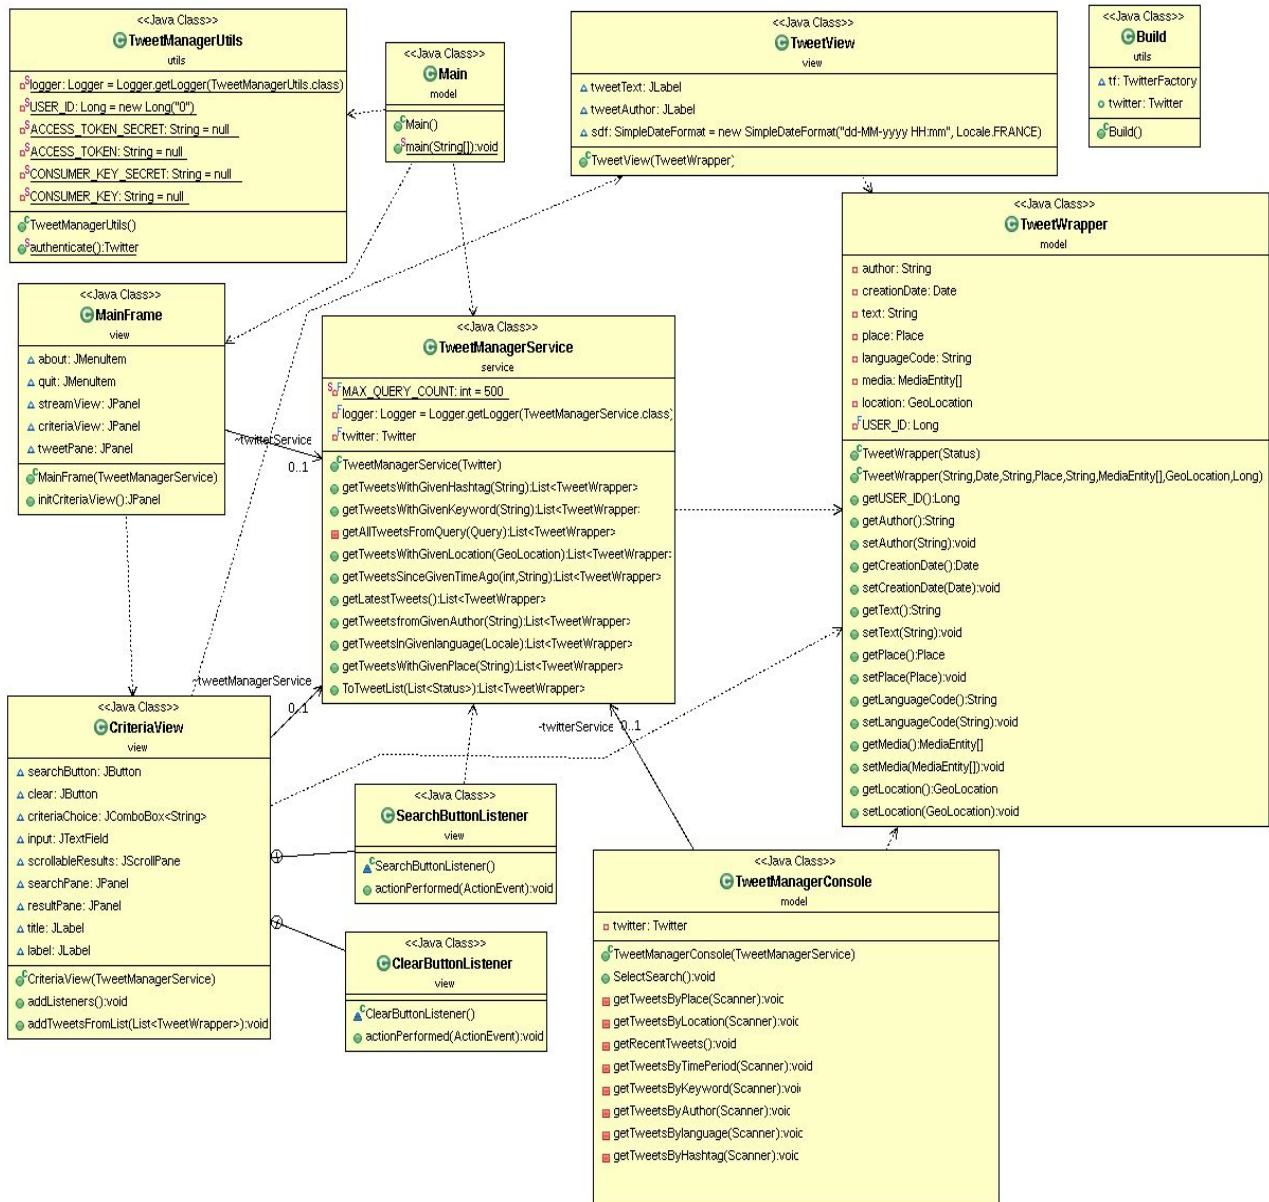 <<Java Class>>
TweetManagerUtils
utils
logger: Logger = Logger.getLogger(TweetManagerUtils.class)
USER_ID: Long = new Long("0")
ACCESS_TOKEN_SECRET: String = null
ACCESS_TOKEN: String = null
CONSUMER_KEY_SECRET: String = null
CONSUMER_KEY: String = null
TweetManagerUtils()
authenticate():Twitter
<<Java Class>>
Main
model
Main()
main(String[]):void
<<Java Class>>
TweetView
view
tweetText: JLabel
tweetAuthor: JLabel
sdf: SimpleDateFormat = new SimpleDateFormat("dd-MM-yyyy HH:mm", Locale.FRANCE)
TweetView(TweetWrapper)
<<Java Class>>
Build
utils
tf: TwitterFactory
twitter: Twitter
Build()
<<Java Class>>
TweetWrapper
model
author: String
creationDate: Date
text: String
place: Place
languageCode: String
media: MediaEntity[]
location: GeoLocation
USER_ID: Long
TweetWrapper(Status)
TweetWrapper(String,Date,String,Place,String,MediaEntity[],GeoLocation,Long)
getUSER_ID():Long
getAuthor():String
setAuthor(String):void
getCreationDate():Date
setCreationDate(Date):void
getText():String
setText(String):void
getPlace():Place
setPlace(Place):void
getLanguageCode():String
setLanguageCode(String):void
getMedia():MediaEntity[]
setMedia(MediaEntity[]):void
getLocation():GeoLocation
setLocation(GeoLocation):void
<<Java Class>>
MainFrame
view
about: JMenuItem
quit: JMenuItem
streamView: JPanel
criteriaView: JPanel
tweetPane: JPanel
MainFrame(TweetManagerService)
initCriteriaView():JPanel
~twitterService
0..1
<<Java Class>>
TweetManagerService
service
MAX_QUERY_COUNT: int = 500
logger: Logger = Logger.getLogger(TweetManagerService.class)
twitter: Twitter
TweetManagerService(Twitter)
getTweetsWithGivenHashtag(String):List<TweetWrapper>
getTweetsWithGivenKeyword(String):List<TweetWrapper:
getAllTweetsFromQuery(Query):List<TweetWrapper>
getTweetsWithGivenLocation(GeoLocation):List<TweetWrapper:
getTweetsSinceGivenTimeAgo(int,String):List<TweetWrapper>
getLatestTweets():List<TweetWrapper>
getTweetsfromGivenAuthor(String):List<TweetWrapper>
getTweetsInGivenlanguage(Locale):List<TweetWrapper>
getTweetsWithGivenPlace(String):List<TweetWrapper>
ToTweetList(List<Status>):List<TweetWrapper>
~tweetManagerService
0..1
<<Java Class>>
CriteriaView
view
searchButton: JButton
clear: JButton
criteriaChoice: JComboBox<String>
input: JTextField
scrollableResults: JScrollPane
searchPane: JPanel
resultPane: JPanel
title: JLabel
label: JLabel
CriteriaView(TweetManagerService)
addListeners():void
addTweetsFromList(List<TweetWrapper>):void
~twitterService
0..1
<<Java Class>>
SearchButtonListener
view
SearchButtonListener()
actionPerformed(ActionEvent):void
<<Java Class>>
ClearButtonListener
view
ClearButtonListener()
actionPerformed(ActionEvent):void
<<Java Class>>
TweetManagerConsole
model
twitter: Twitter
TweetManagerConsole(TweetManagerService)
SelectSearch():void
getTweetsByPlace(Scanner):voic
getTweetsByLocation(Scanner):voic
getRecentTweets():void
getTweetsByTimePeriod(Scanner):void
getTweetsByKeyword(Scanner):voic
getTweetsByAuthor(Scanner):voic
getTweetsBylanguage(Scanner):voic
getTweetsByHashtag(Scanner):voic